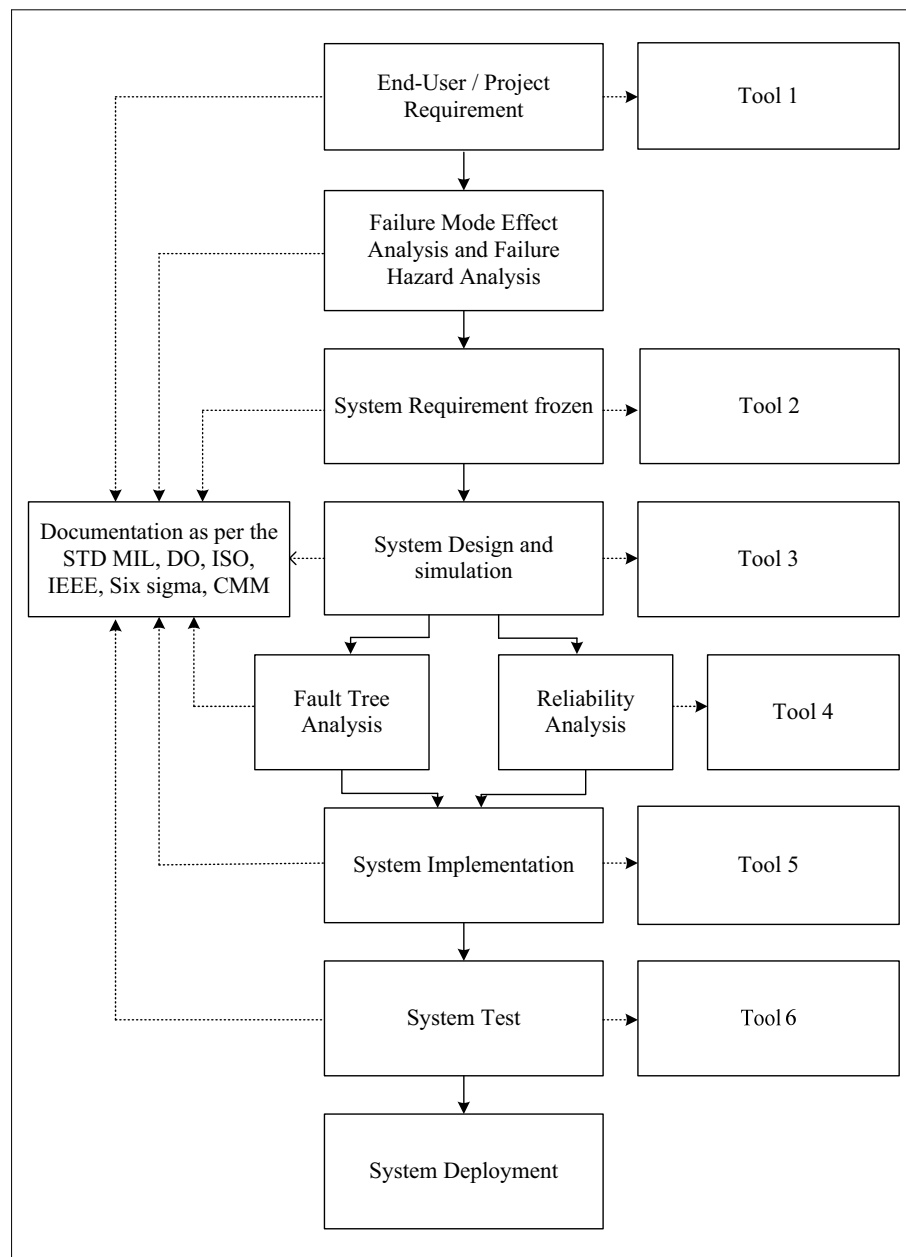 End-User / Project
Requirement
Tool 1
Failure Mode Effect
Analysis and Failure
Hazard Analysis
System Requirement frozen
Tool 2
Documentation as per the
STD MIL, DO, ISO,
IEEE, Six sigma, CMM
System Design and
simulation
Tool 3
Fault Tree
Analysis
Reliability
Analysis
Tool 4
System Implementation
Tool 5
System Test
Tool 6
System Deployment